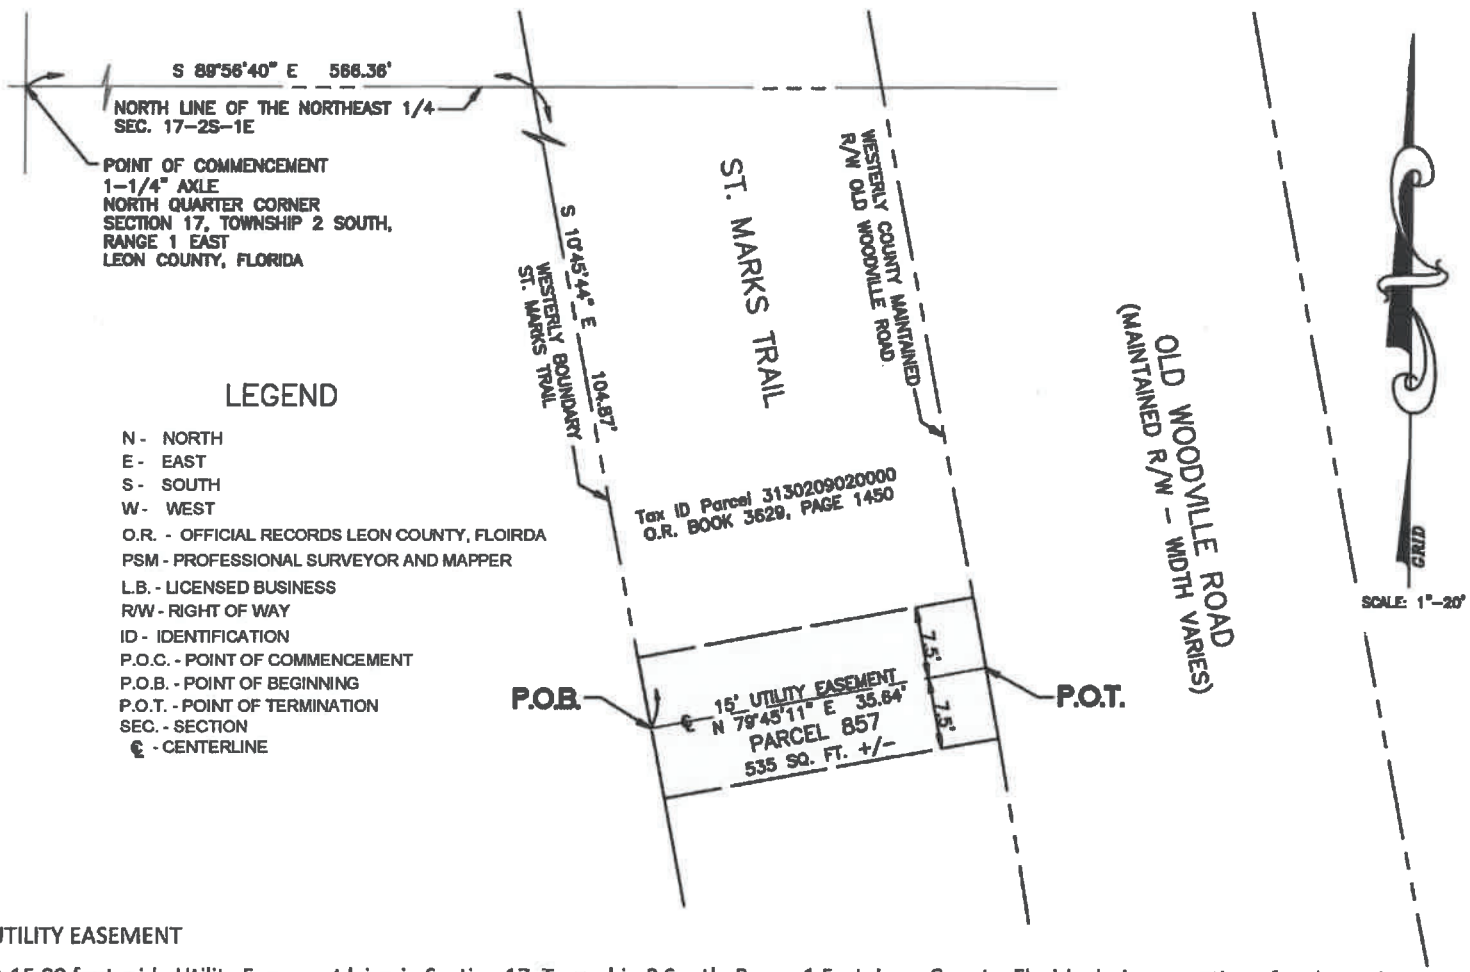 S 89°56'40" E 566.36'
NORTH LINE OF THE NORTHEAST 1/4
SEC. 17-2S-1E
POINT OF COMMENCEMENT
1-1/4" AXLE
NORTH QUARTER CORNER
SECTION 17, TOWNSHIP 2 SOUTH,
RANGE 1 EAST
LEON COUNTY, FLORIDA
S 10°45'44" E 104.87'
WESTERLY BOUNDARY
ST. MARKS TRAIL
ST. MARKS TRAIL
WESTERLY COUNTY MAINTAINED
R/W OLD WOODVILLE ROAD
OLD WOODVILLE ROAD
(MAINTAINED R/W - WIDTH VARIES)
GRID
SCALE: 1"-20'
LEGEND
N - NORTH
E - EAST
S - SOUTH
W - WEST
O.R. - OFFICIAL RECORDS LEON COUNTY, FLOIRDA
PSM - PROFESSIONAL SURVEYOR AND MAPPER
L.B. - LICENSED BUSINESS
R/W - RIGHT OF WAY
ID - IDENTIFICATION
P.O.C. - POINT OF COMMENCEMENT
P.O.B. - POINT OF BEGINNING
P.O.T. - POINT OF TERMINATION
SEC. - SECTION
℄ - CENTERLINE
Tax ID Parcel 3130209020000
O.R. BOOK 3629, PAGE 1450
7.5'
7.5'
P.O.B.
P.O.T.
℄
15' UTILITY EASEMENT
N 79°45'11" E 35.64'
PARCEL 857
535 SQ. FT. +/-
UTILITY EASEMENT